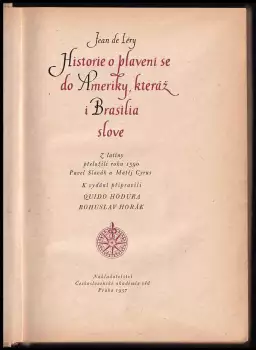 Jean de Léry
Historie o plavení se
do Ameriky, kteráž
i Brasilia
slove
Z latiny
přeložili roku 1590
Pavel Slovák a Matěj Cyrus
K vydání připravili
QUIDO HODURA
BOHUSLAV HORÁK
Nakladatelství
Československé akademie věd
Praha 1957